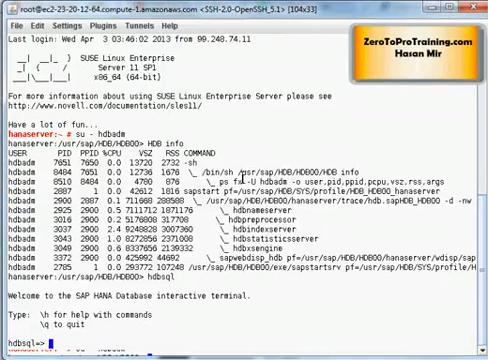 root@ec2-23-20-12-64.compute-1.amazonaws.com <SSH-2.0-OpenSSH_5.1> [104x33]
File Edit Settings Plugins Tunnels Help
Last login: Wed Apr 3 03:46:02 2013 from 99.248.74.11
SUSE Linux Enterprise
Server 11 SP1
x86_64 (64-bit)
For more information about using SUSE Linux Enterprise Server please see
http://www.novell.com/documentation/sles11/
Have a lot of fun...
hanaserver:~ # su - hdbadm
hanaserver:/usr/sap/HDB/HDB00> HDB info
USER PID PPID %CPU VSZ RSS COMMAND
hdbadm 7651 7650 0.0 13720 2732 -sh
hdbadm 8484 7651 0.0 12736 1676 \_ /bin/sh /usr/sap/HDB/HDB00/HDB info
hdbadm 8510 8484 0.0 4780 876 \_ ps fx -U hdbadm -o user,pid,ppid,pcpu,vsz,rss,args
hdbadm 2887 1 0.0 42612 1816 sapstart pf=/usr/sap/HDB/SYS/profile/HDB_HDB00_hanaserver
hdbadm 2900 2887 0.1 711668 288588 \_ /usr/sap/HDB/HDB00/hanaserver/trace/hdb.sapHDB_HDB00 -d -nw
hdbadm 2925 2900 0.5 7111712 1871176 \_ hdbnameserver
hdbadm 3016 2900 0.2 5176808 317708 \_ hdbpreprocessor
hdbadm 3037 2900 2.4 9248828 3007360 \_ hdbindexserver
hdbadm 3040 2900 1.0 8272856 2371008 \_ hdbstatisticsserver
hdbadm 3049 2900 0.6 8337656 2139332 \_ hdbxsengine
hdbadm 3352 2900 0.0 425992 44692 \_ sapwebdisp_hdb pf=/usr/sap/HDB/HDB00/hanaserver/wdisp/sap
hdbadm 2785 1 0.0 293772 107248 /usr/sap/HDB/HDB00/exe/sapstartsrv pf=/usr/sap/HDB/SYS/profile/H
hanaserver:/usr/sap/HDB/HDB00> hdbsql
Welcome to the SAP HANA Database interactive terminal.
Type: \h for help with commands
\q to quit
hdbsql=>
ZeroToProTraining.com
Hasan Mir